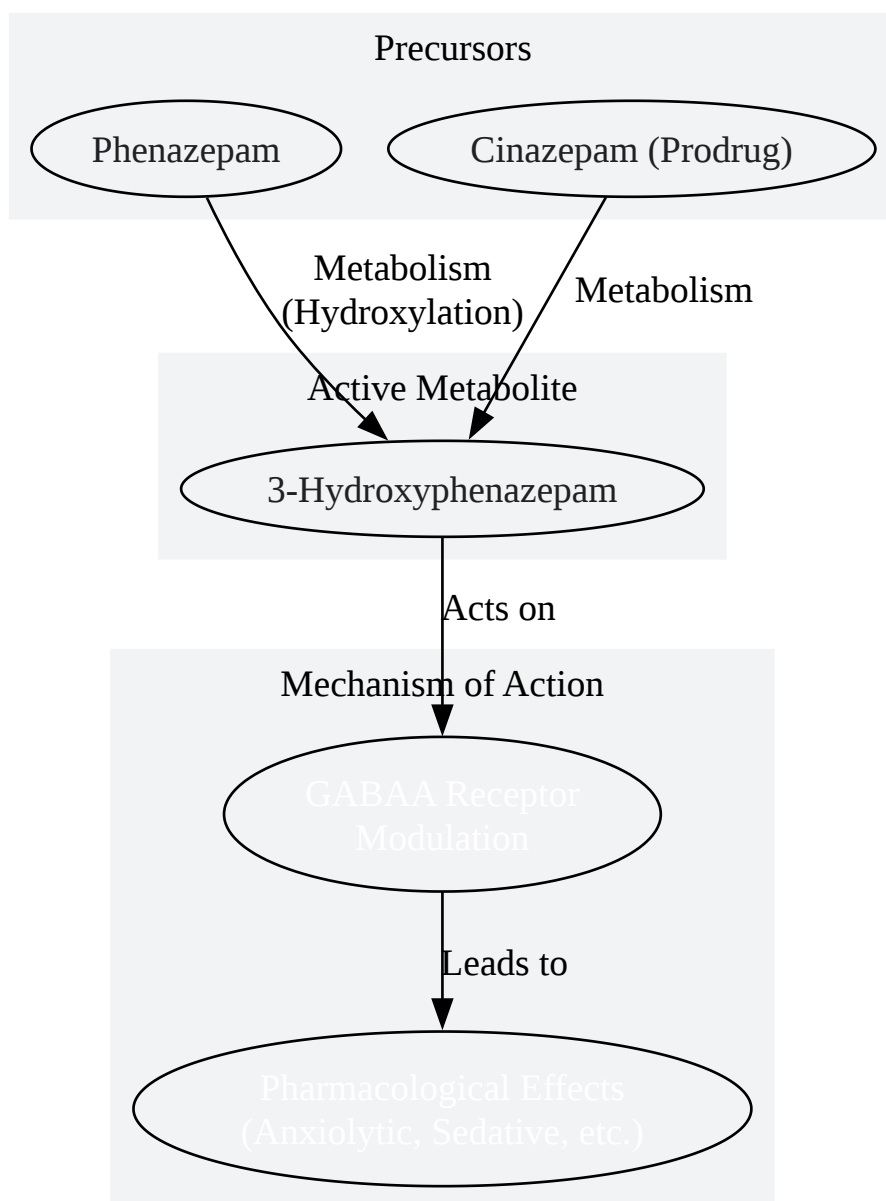 Precursors
Phenazepam
Cinazepam (Prodrug)
Metabolism
(Hydroxylation)
Metabolism
Active Metabolite
3-Hydroxyphenazepam
Acts on
Mechanism of Action
GABAA Receptor
Modulation
Leads to
Pharmacological Effects
(Anxiolytic, Sedative, etc.)